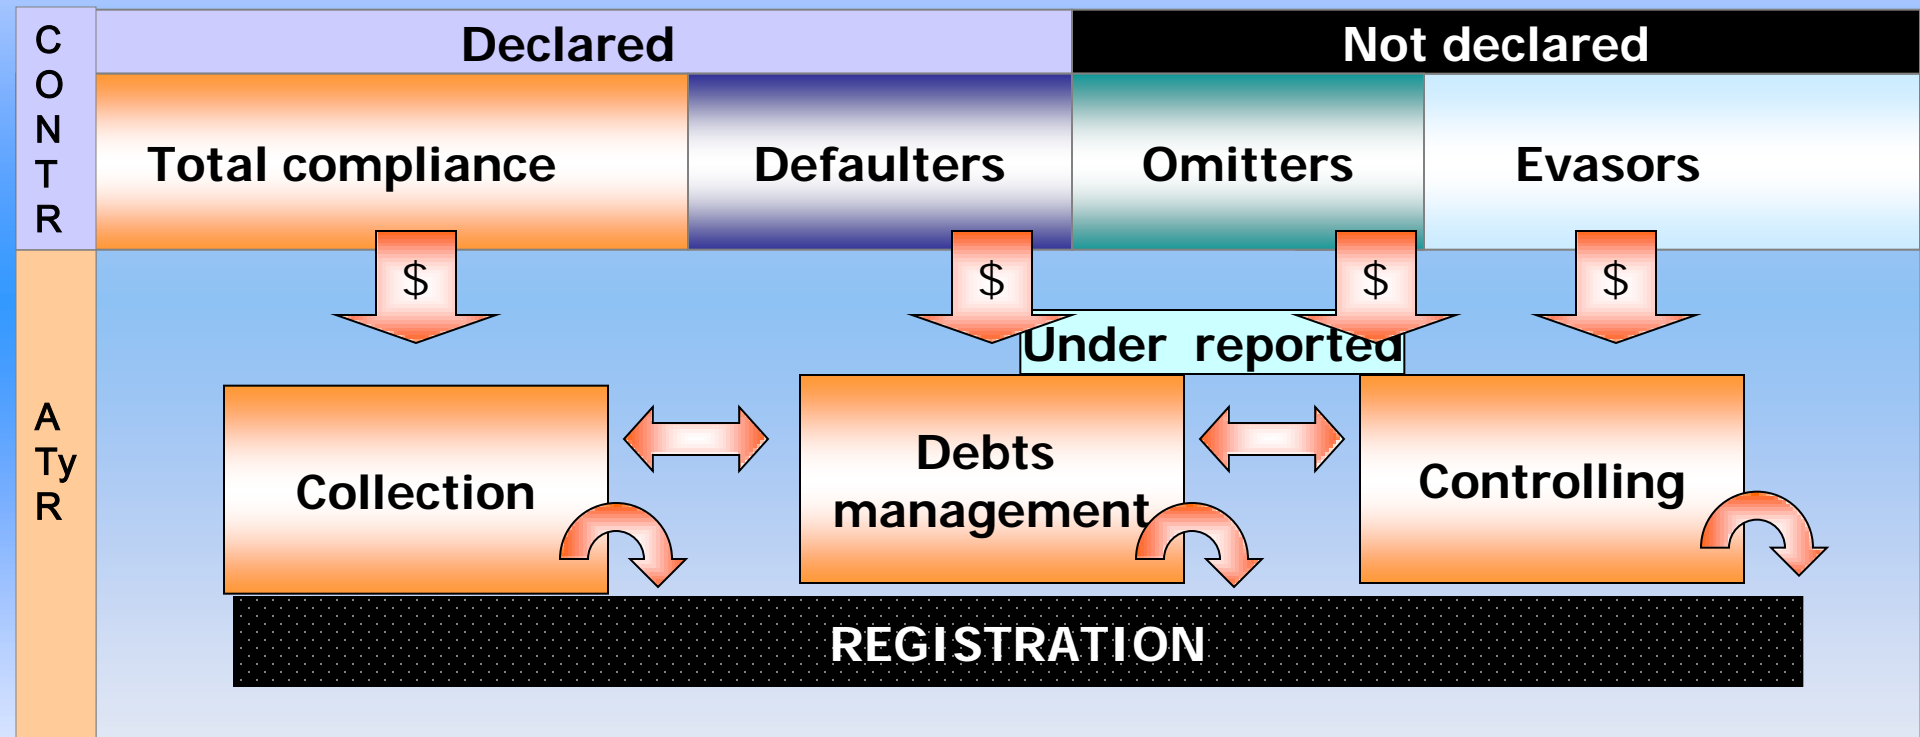 C
O
N
T
R
Declared
Not declared
Total compliance
Defaulters
Omitters
Evasors
$
$
$
$
Under reported
A
Ty
R
Collection
Debts
management
Controlling
REGISTRATION